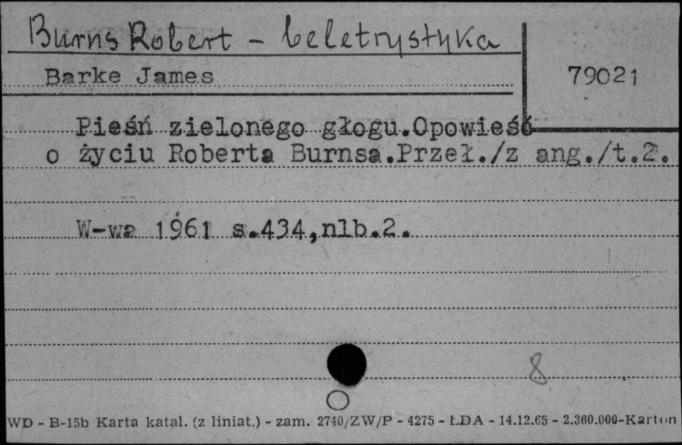 Burns Robert - beletrystyka
Barke James
79021
Pieśń zielonego głogu.Opowieść
o życiu Roberta Burnsa.Przeł./z ang./t.2.
W-wa 1961 s.434,nlb.2.
8
WD - B-15b Karta katal. (z liniat.) - zam. 2740/ZW/P - 4275 - ŁDA - 14.12.65 - 2.360.000-Karton